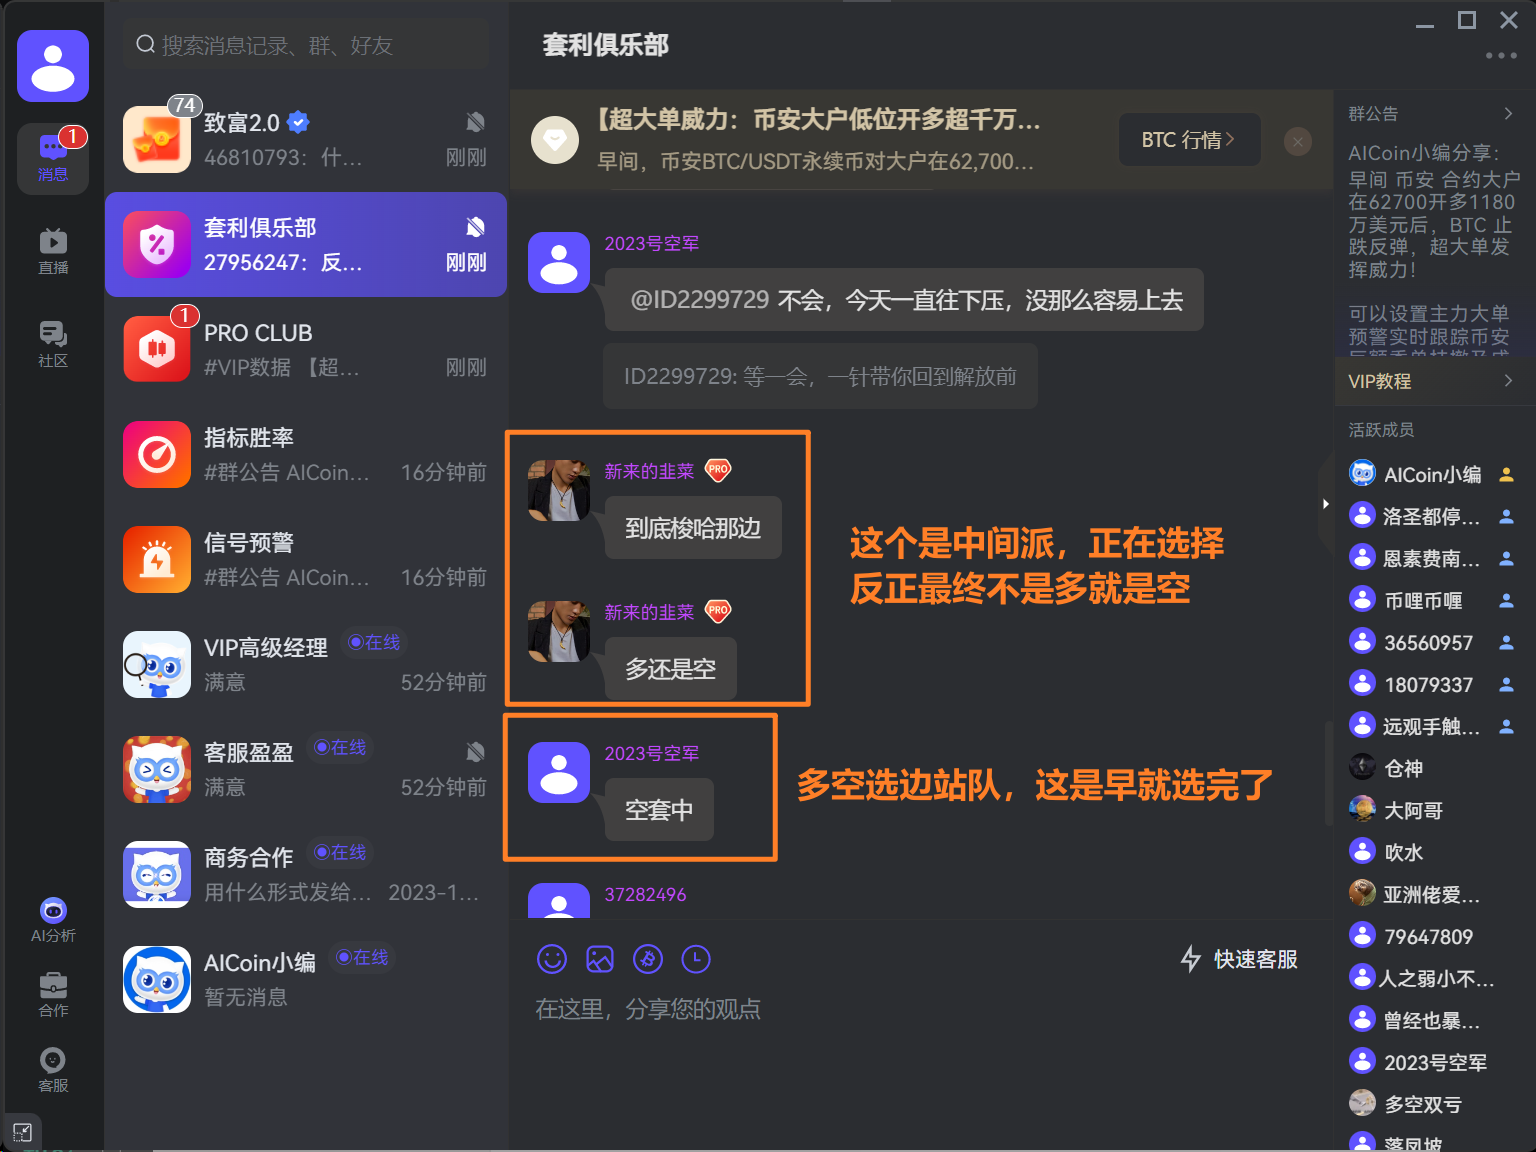 搜索消息记录、群、好友
套利俱乐部
1
消息
直播
社区
AI分析
合作
客服
74
致富2.0
46810793：什...
刚刚
套利俱乐部
27956247：反...
刚刚
1
PRO CLUB
#VIP数据 【超...
刚刚
指标胜率
#群公告 AICoin...
16分钟前
信号预警
#群公告 AICoin...
16分钟前
VIP高级经理
在线
满意
52分钟前
客服盈盈
在线
满意
52分钟前
商务合作
在线
用什么形式发给...
2023-1...
AICoin小编
在线
暂无消息
【超大单威力：币安大户低位开多超千万...
早间，币安BTC/USDT永续币对大户在62,700...
BTC 行情
2023号空军
@ID2299729 不会，今天一直往下压，没那么容易上去
ID2299729: 等一会，一针带你回到解放前
新来的韭菜
PRO
到底梭哈那边
新来的韭菜
PRO
多还是空
这个是中间派，正在选择
反正最终不是多就是空
2023号空军
空套中
多空选边站队，这是早就选完了
37282496
快速客服
在这里，分享您的观点
群公告
AICoin小编分享：
早间 币安 合约大户
在62700开多1180
万美元后，BTC 止
跌反弹，超大单发
挥威力！
可以设置主力大单
预警实时跟踪币安
VIP教程
活跃成员
AICoin小编
洛圣都停...
恩素费南...
币哩币喱
36560957
18079337
远观手触...
仓神
大阿哥
吹水
亚洲佬爱...
79647809
人之弱小不...
曾经也暴...
2023号空军
多空双亏
落凤坡